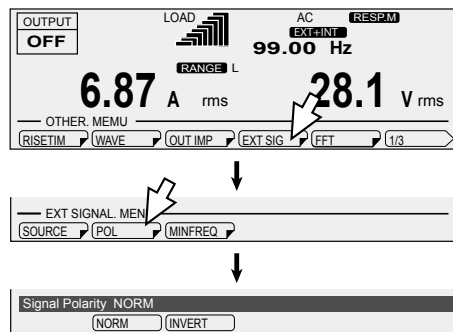 OUTPUT LOAD AC RESP.M
OFF EXT+INT
99.00 Hz
RANGE L
6.87 A rms 28.1 V rms
OTHER. MEMU
RISETIM WAVE OUT IMP EXT SIG FFT 1/3
EXT SIGNAL. MEN
SOURCE POL MINFREQ
Signal Polarity NORM
NORM INVERT